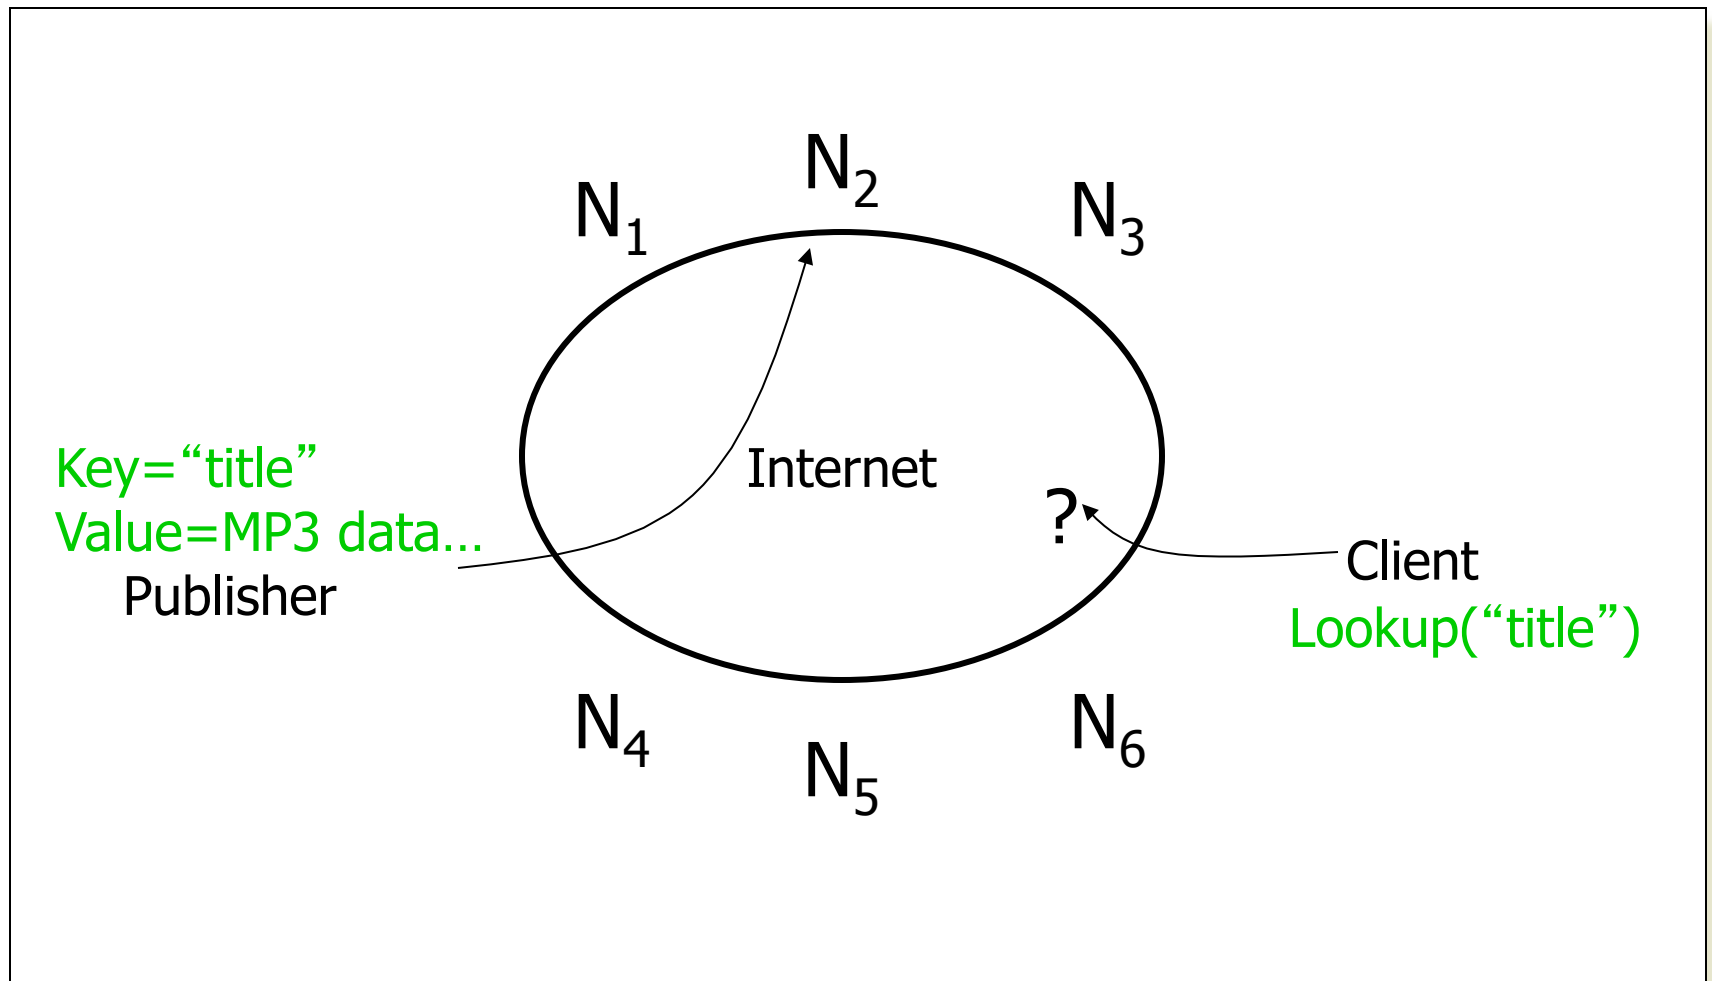 N₂
N₁
N₃
Key=“title”
Value=MP3 data…
Publisher
Internet
?
Client
Lookup(“title”)
N₄
N₅
N₆